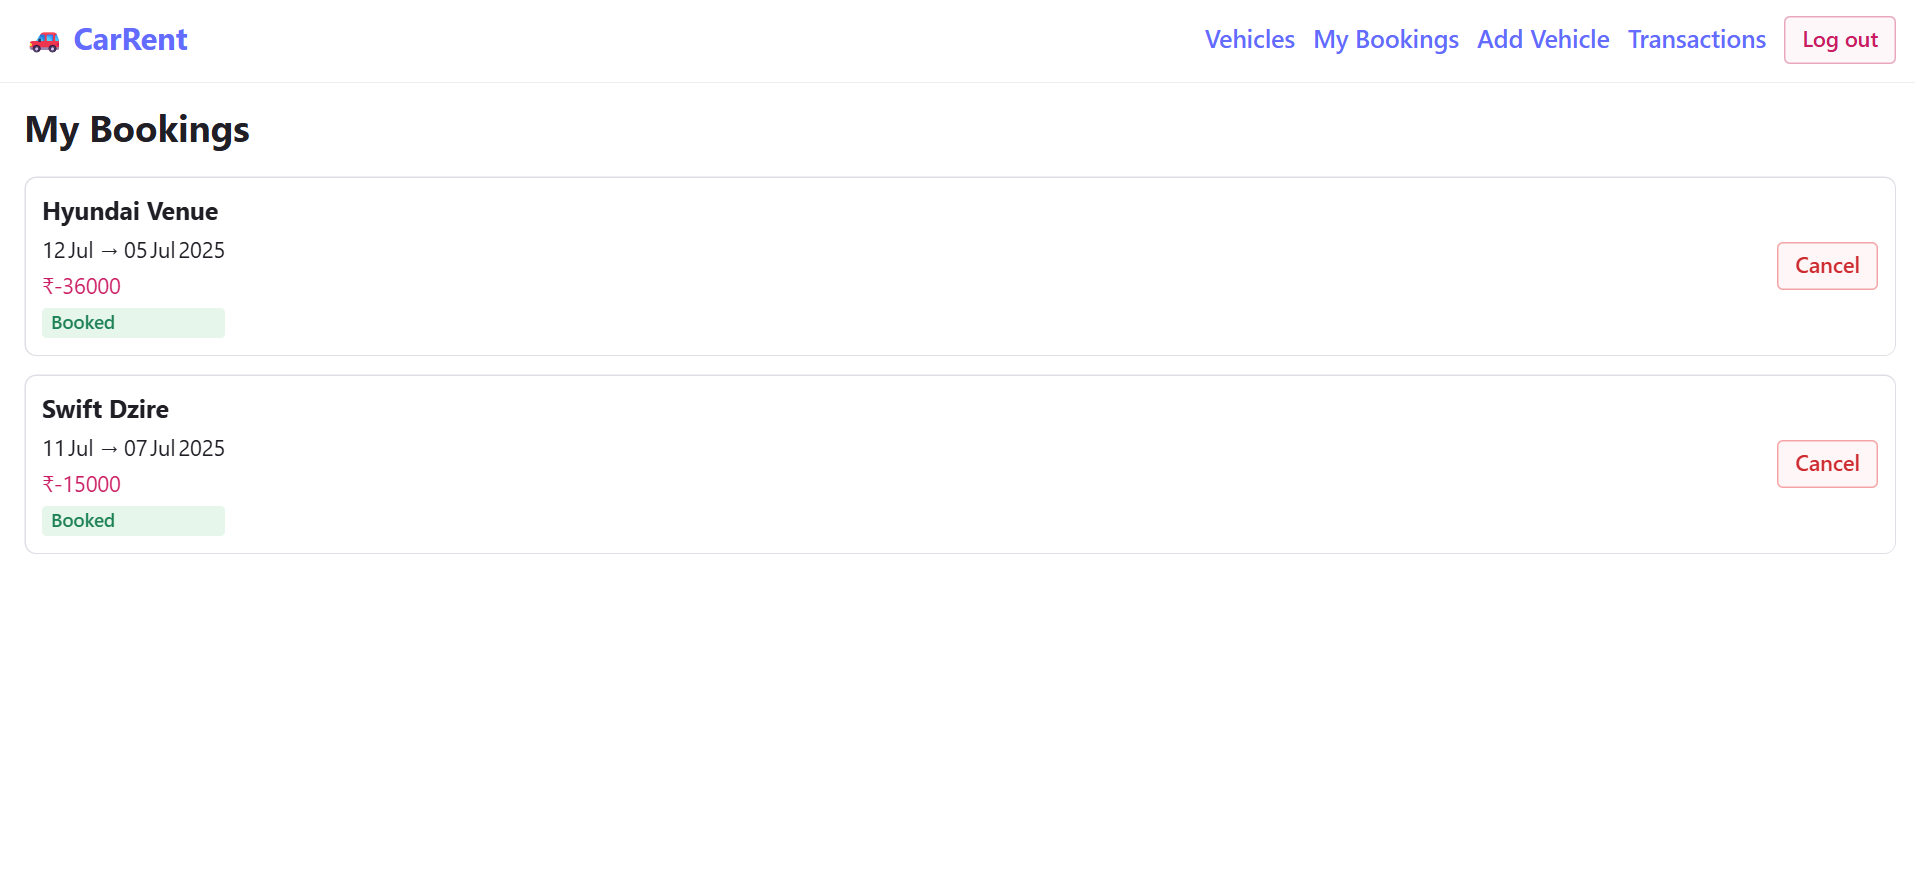 CarRent
Vehicles My Bookings Add Vehicle Transactions Log out
My Bookings
Hyundai Venue
12 Jul → 05 Jul 2025
₹-36000
Booked
Cancel
Swift Dzire
11 Jul → 07 Jul 2025
₹-15000
Booked
Cancel